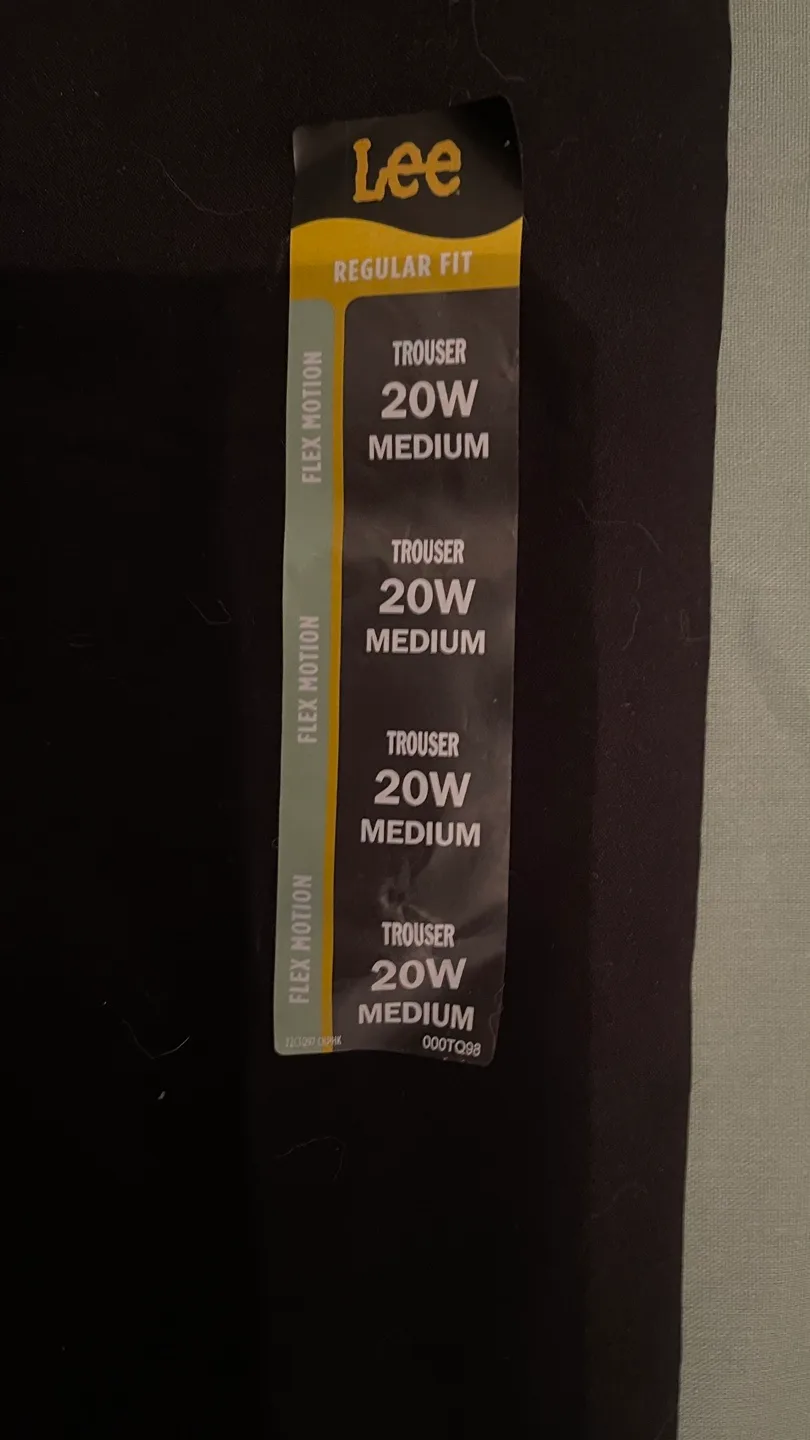 Lee
REGULAR FIT
FLEX MOTION
TROUSER
20W
MEDIUM
FLEX MOTION
TROUSER
20W
MEDIUM
TROUSER
20W
MEDIUM
FLEX MOTION
TROUSER
20W
MEDIUM
000TQ98